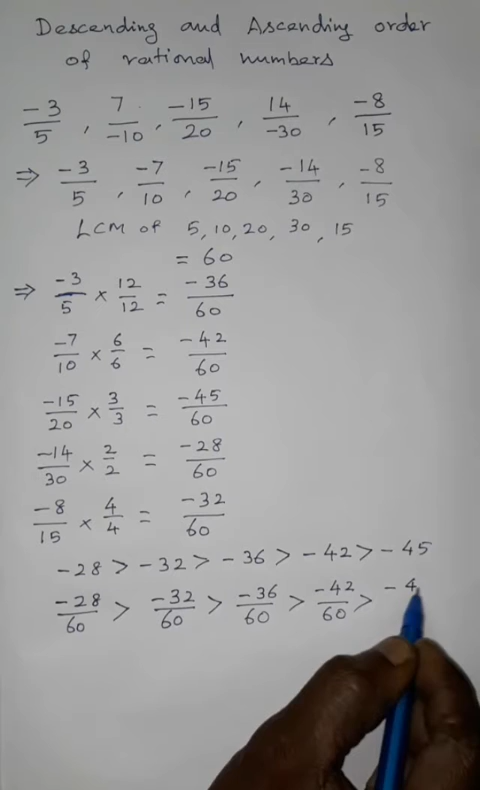 Descending and Ascending order
of rational numbers
-3/5 , 7/-10 , -15/20 , 14/-30 , -8/15
⇒ -3/5 , -7/10 , -15/20 , -14/30 , -8/15
LCM of 5, 10, 20, 30, 15
= 60
⇒ -3/5 × 12/12 = -36/60
-7/10 × 6/6 = -42/60
-15/20 × 3/3 = -45/60
-14/30 × 2/2 = -28/60
-8/15 × 4/4 = -32/60
-28 > -32 > -36 > -42 > -45
-28/60 > -32/60 > -36/60 > -42/60 > -4